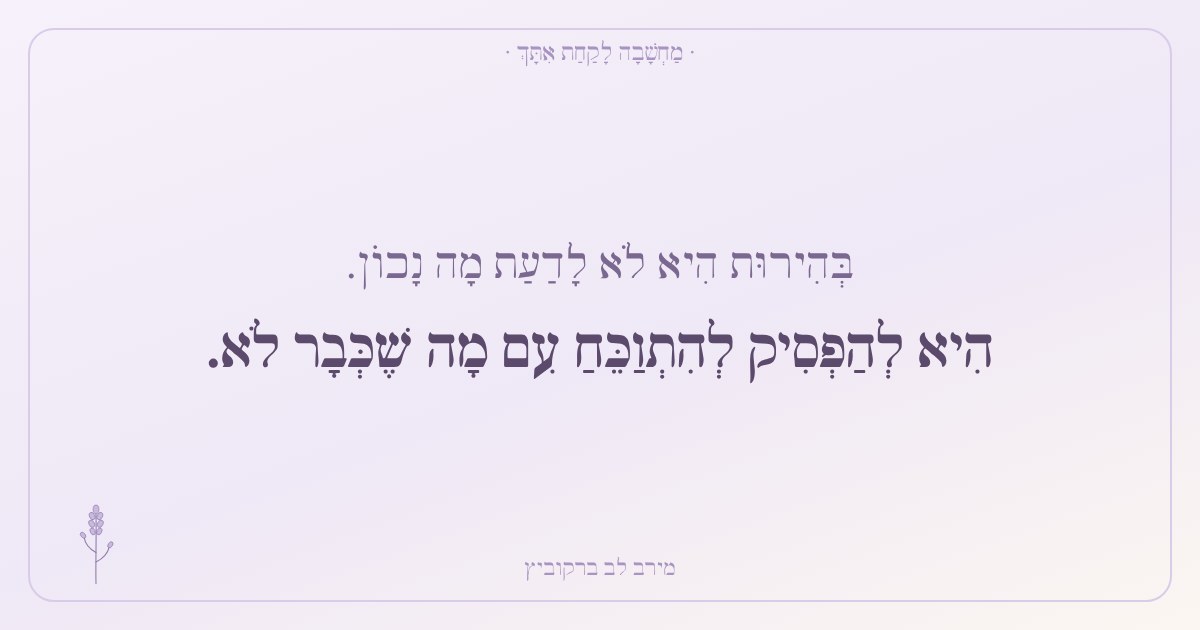 · מַחְשָׁבָה לָקַחַת אִתָּךְ ·
בְּהִירוּת הִיא לֹא לָדַעַת מָה נָכוֹן.
הִיא לְהַפְסִיק לְהִתְוַכֵּחַ עִם מָה שֶׁכְּבָר לֹא.
מירב לב ברקוביץ